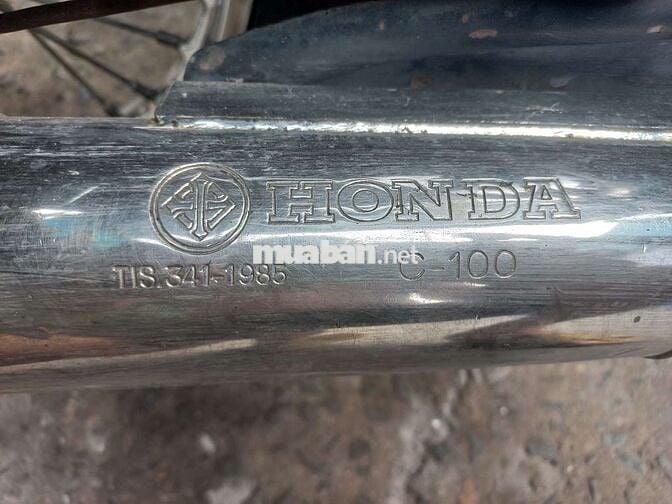 HONDA
muaban.net
TIS.341-1985 C-100